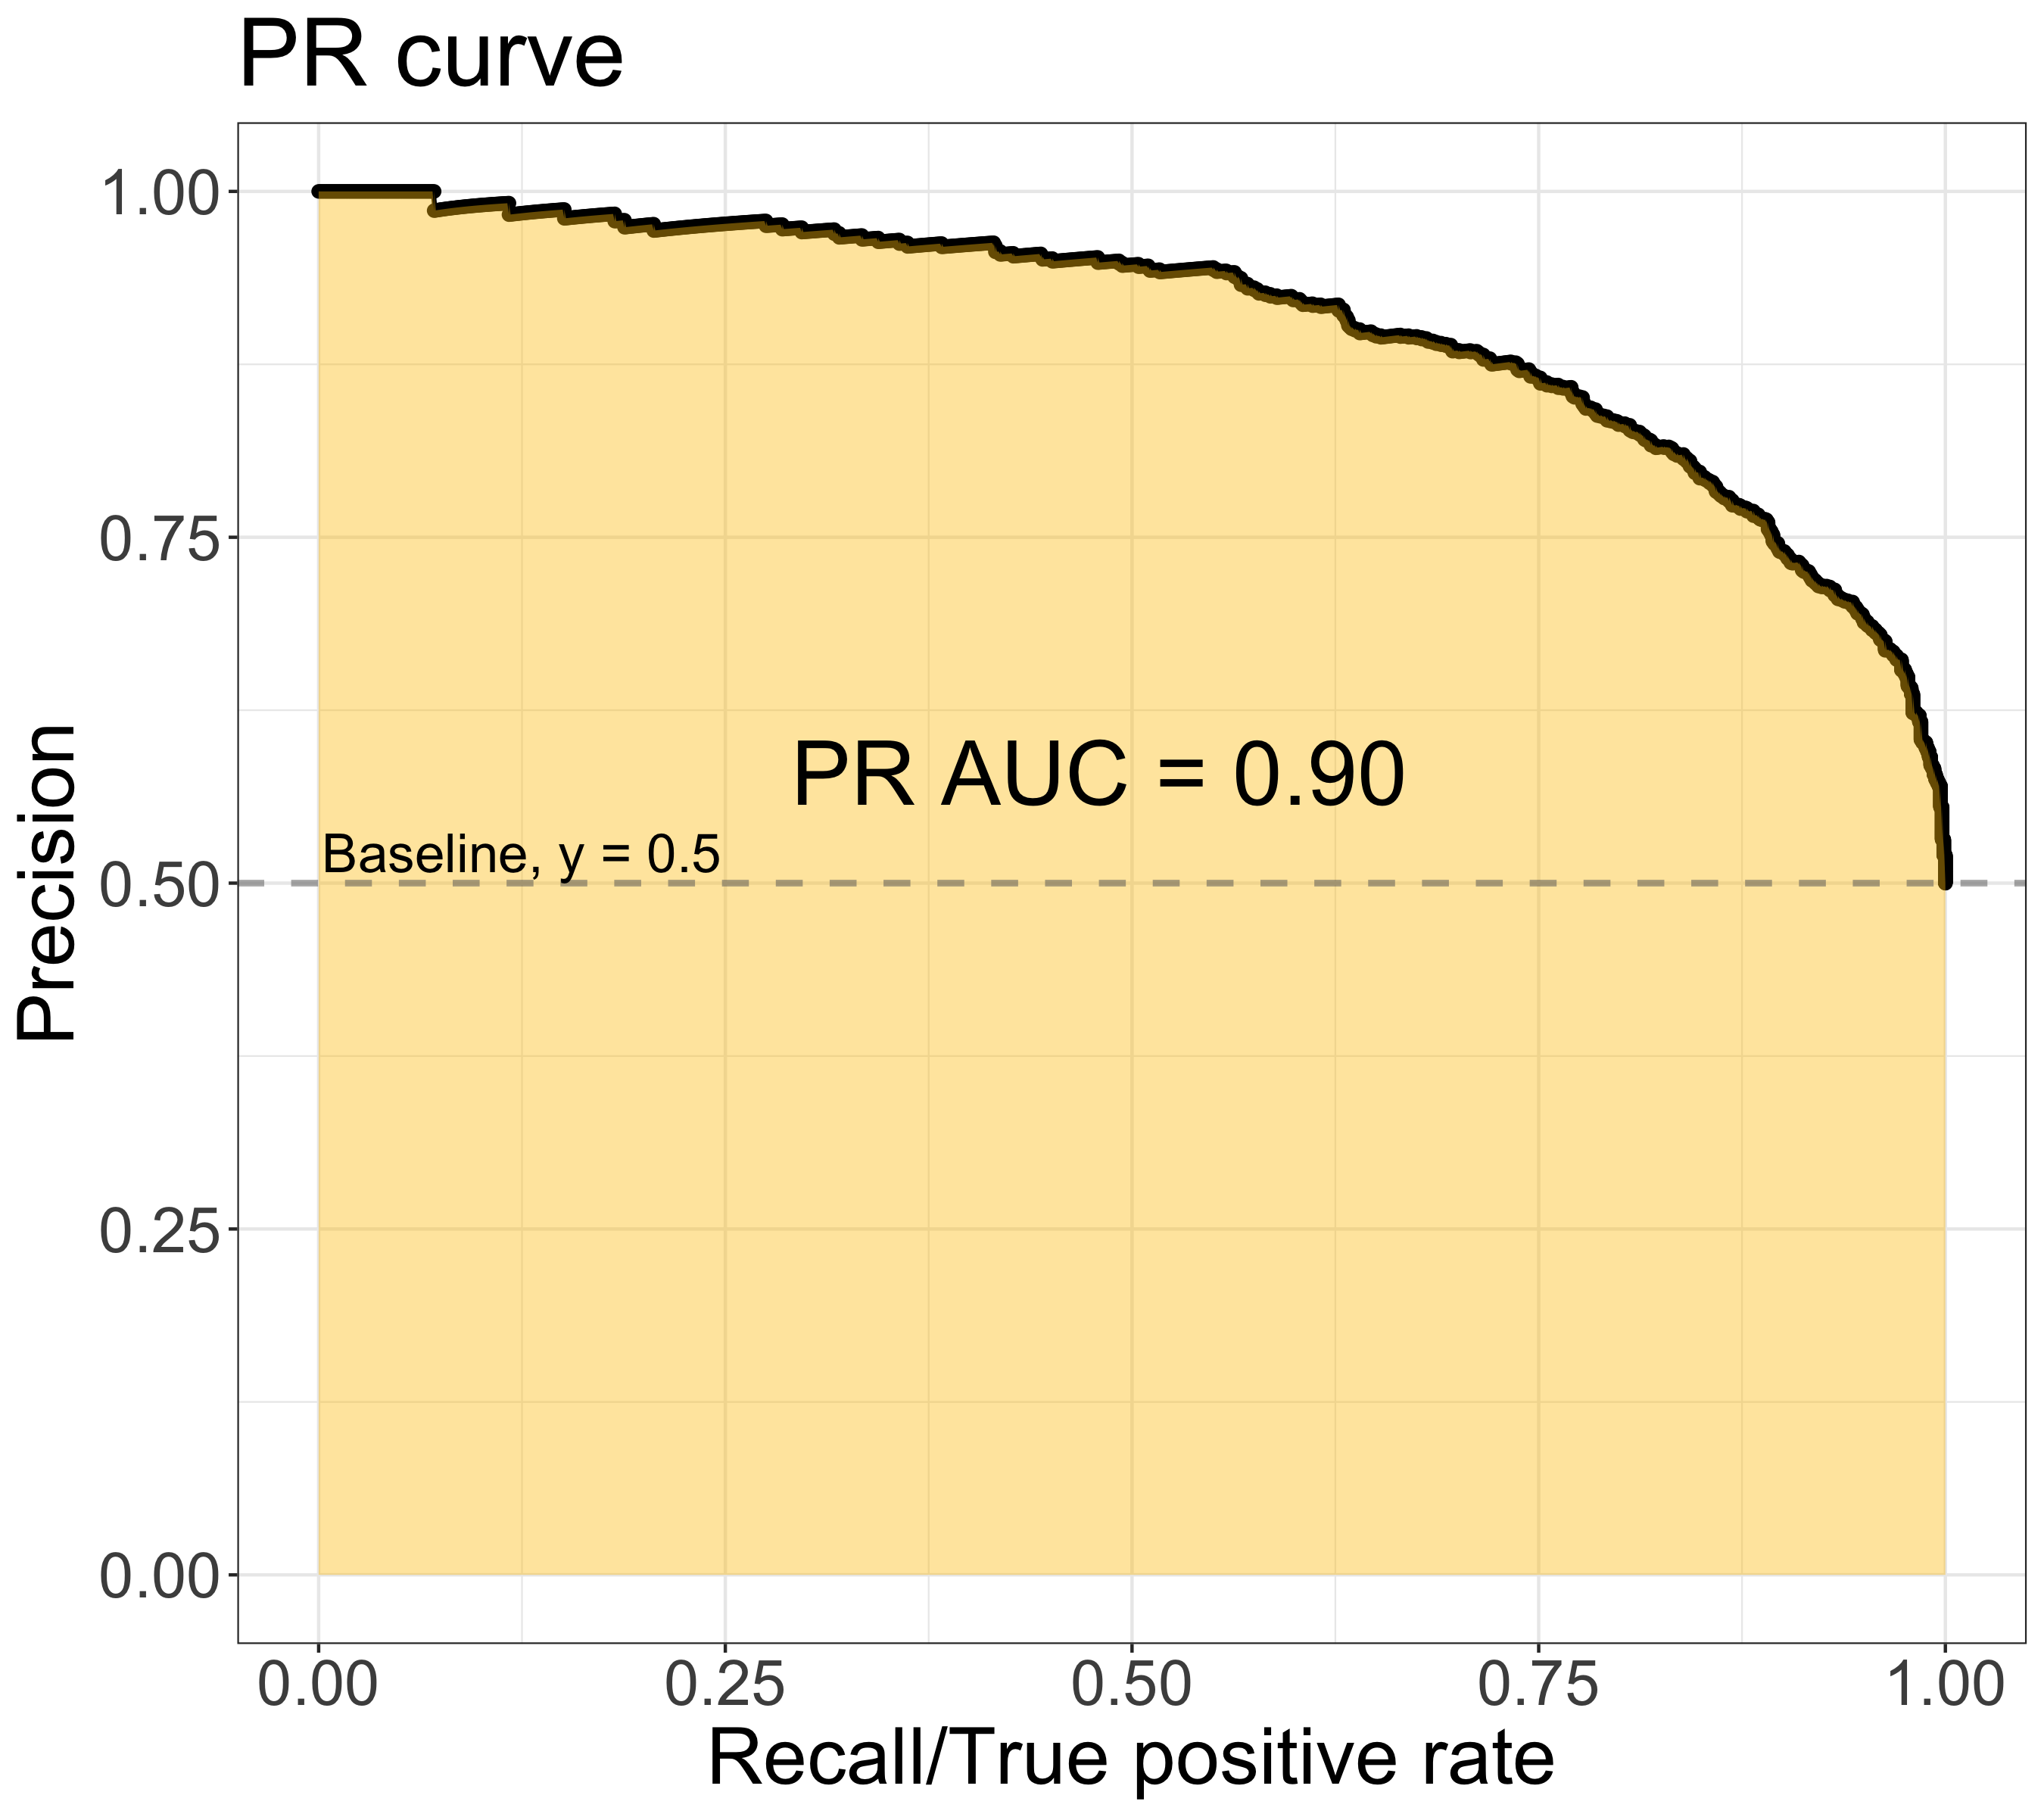 PR curve
Precision
1.00
0.75
0.50
0.25
0.00
PR AUC = 0.90
Baseline, y = 0.5
0.00 0.25 0.50 0.75 1.00
Recall/True positive rate